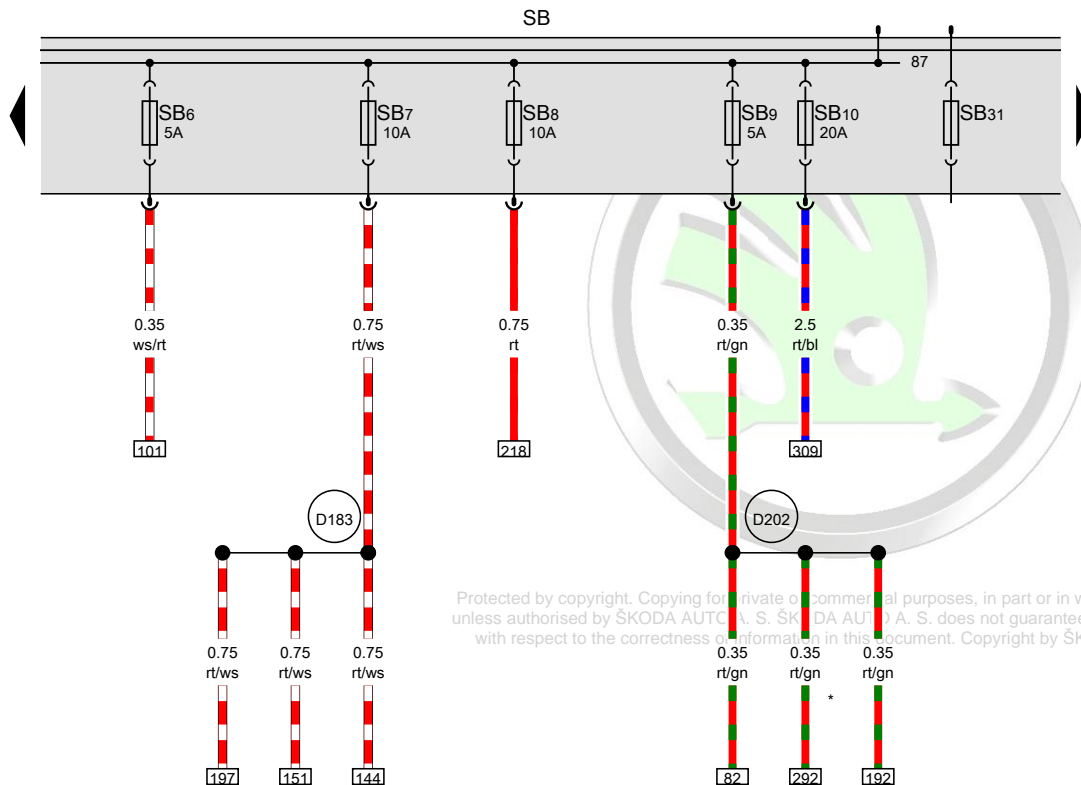 SB
87
SB6
5A
SB7
10A
SB8
10A
SB9
5A
SB10
20A
SB31
0.35
ws/rt
0.75
rt/ws
0.75
rt
0.35
rt/gn
2.5
rt/bl
101
218
309
D183
D202
Protected by copyright. Copying for private or commercial purposes, in part or in w
unless authorised by ŠKODA AUTO A. S. ŠKODA AUTO A. S. does not guarantee
with respect to the correctness of information in this document. Copyright by ŠK
0.75
rt/ws
0.75
rt/ws
0.75
rt/ws
0.35
rt/gn
0.35
rt/gn
0.35
rt/gn
*
197
151
144
82
292
192